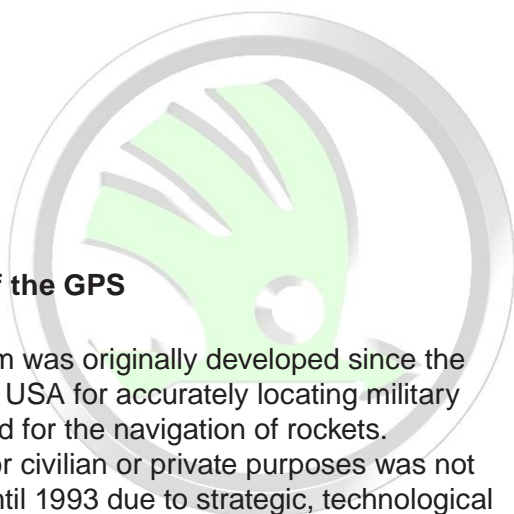 f the GPS
m was originally developed since the
USA for accurately locating military
d for the navigation of rockets.
or civilian or private purposes was not
ntil 1993 due to strategic, technological